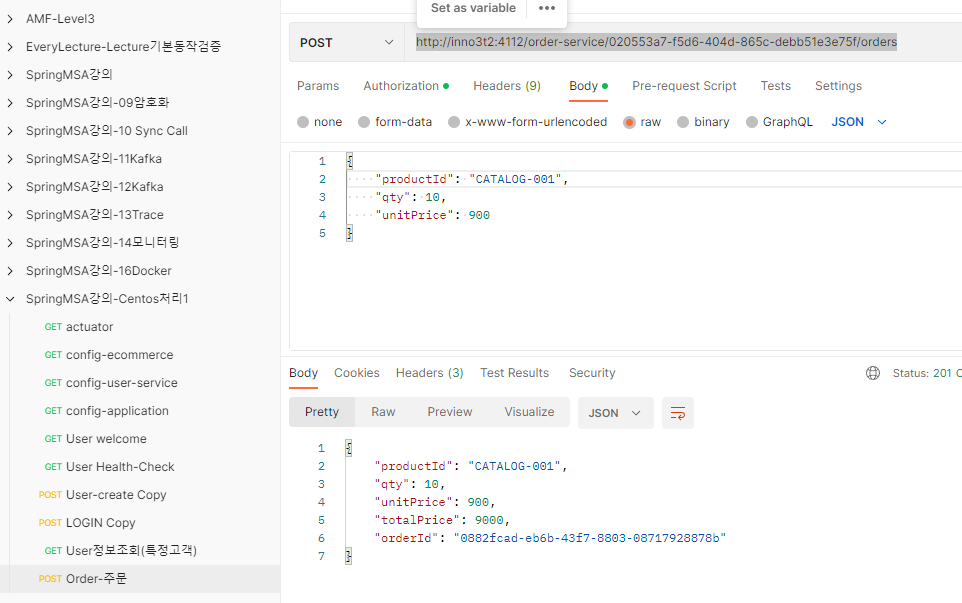 AMF-Level3
EveryLecture-Lecture기본동작검증
SpringMSA강의
SpringMSA강의-09암호화
SpringMSA강의-10 Sync Call
SpringMSA강의-11Kafka
SpringMSA강의-12Kafka
SpringMSA강의-13Trace
SpringMSA강의-14모니터링
SpringMSA강의-16Docker
SpringMSA강의-Centos처리1
GET actuator
GET config-ecommerce
GET config-user-service
GET config-application
GET User welcome
GET User Health-Check
POST User-create Copy
POST LOGIN Copy
GET User정보조회(특정고객)
POST Order-주문
Set as variable •••
POST http://inno3t2:4112/order-service/020553a7-f5d6-404d-865c-debb51e3e75f/orders
Params Authorization Headers (9) Body Pre-request Script Tests Settings
none form-data x-www-form-urlencoded raw binary GraphQL JSON
1 {
2 "productId": "CATALOG-001",
3 "qty": 10,
4 "unitPrice": 900
5 }
Body Cookies Headers (3) Test Results Security Status: 201 C
Pretty Raw Preview Visualize JSON
1 {
2 "productId": "CATALOG-001",
3 "qty": 10,
4 "unitPrice": 900,
5 "totalPrice": 9000,
6 "orderId": "0882fcad-eb6b-43f7-8803-08717928878b"
7 }